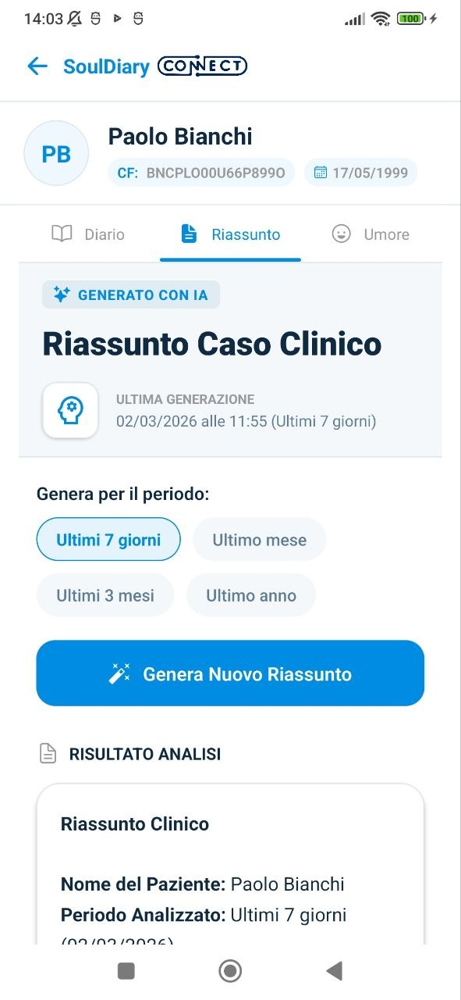 14:03
100
SoulDiary CONNECT
Paolo Bianchi
PB
CF: BNCPLO00U66P899O 17/05/1999
Diario Riassunto Umore
GENERATO CON IA
Riassunto Caso Clinico
ULTIMA GENERAZIONE
02/03/2026 alle 11:55 (Ultimi 7 giorni)
Genera per il periodo:
Ultimi 7 giorni Ultimo mese
Ultimi 3 mesi Ultimo anno
Genera Nuovo Riassunto
RISULTATO ANALISI
Riassunto Clinico
Nome del Paziente: Paolo Bianchi
Periodo Analizzato: Ultimi 7 giorni
(02/03/2026)